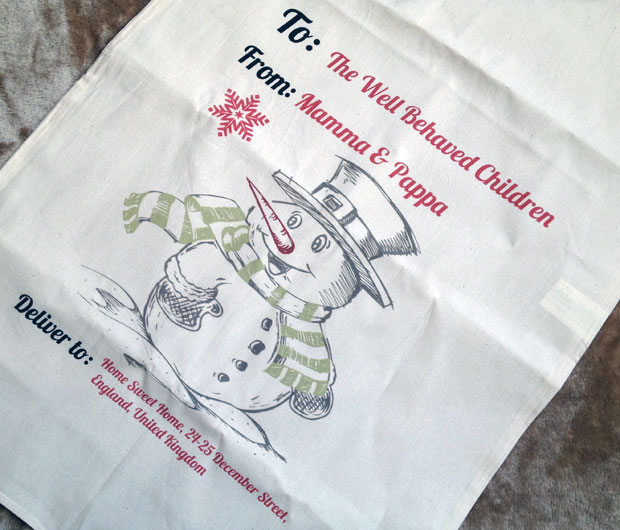 To: The Well Behaved Children
From: Mamma & Pappa
Deliver to: Home Sweet Home, 24-25 December Street,
England, United Kingdom